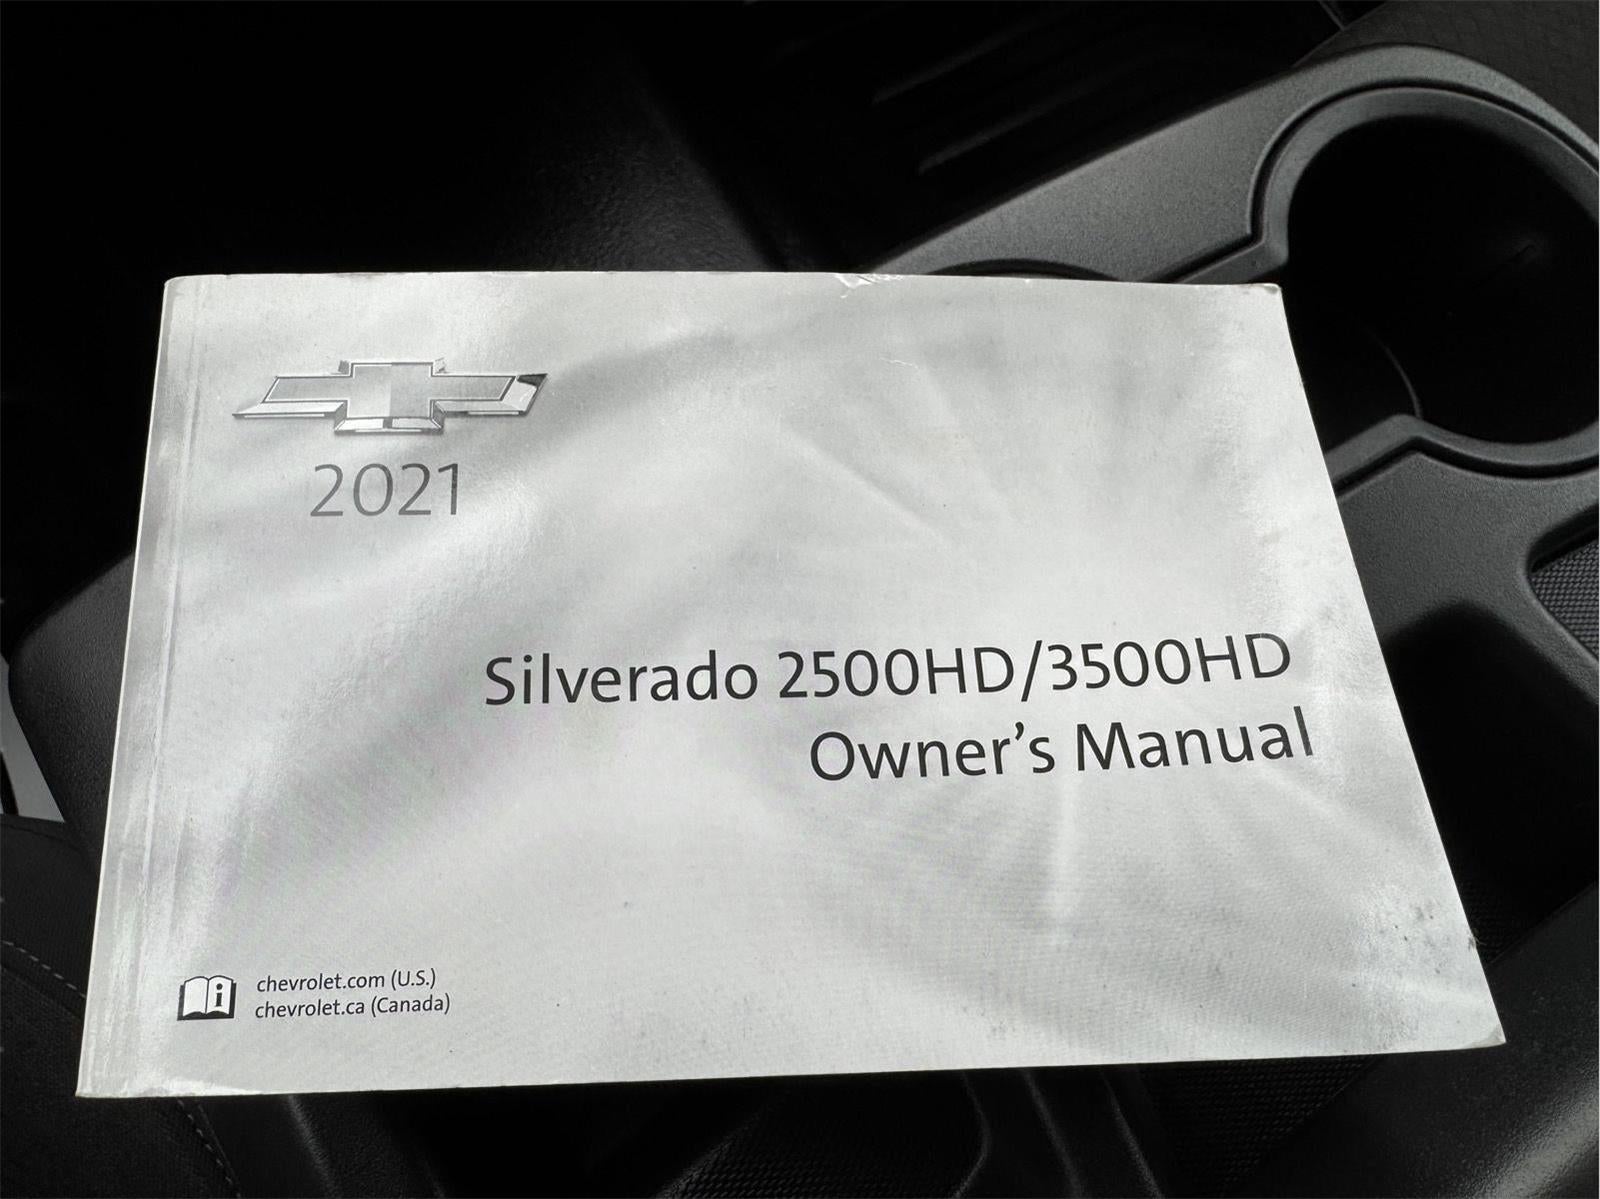 2021
Silverado 2500HD/3500HD
Owner's Manual
chevrolet.com (U.S.)
chevrolet.ca (Canada)